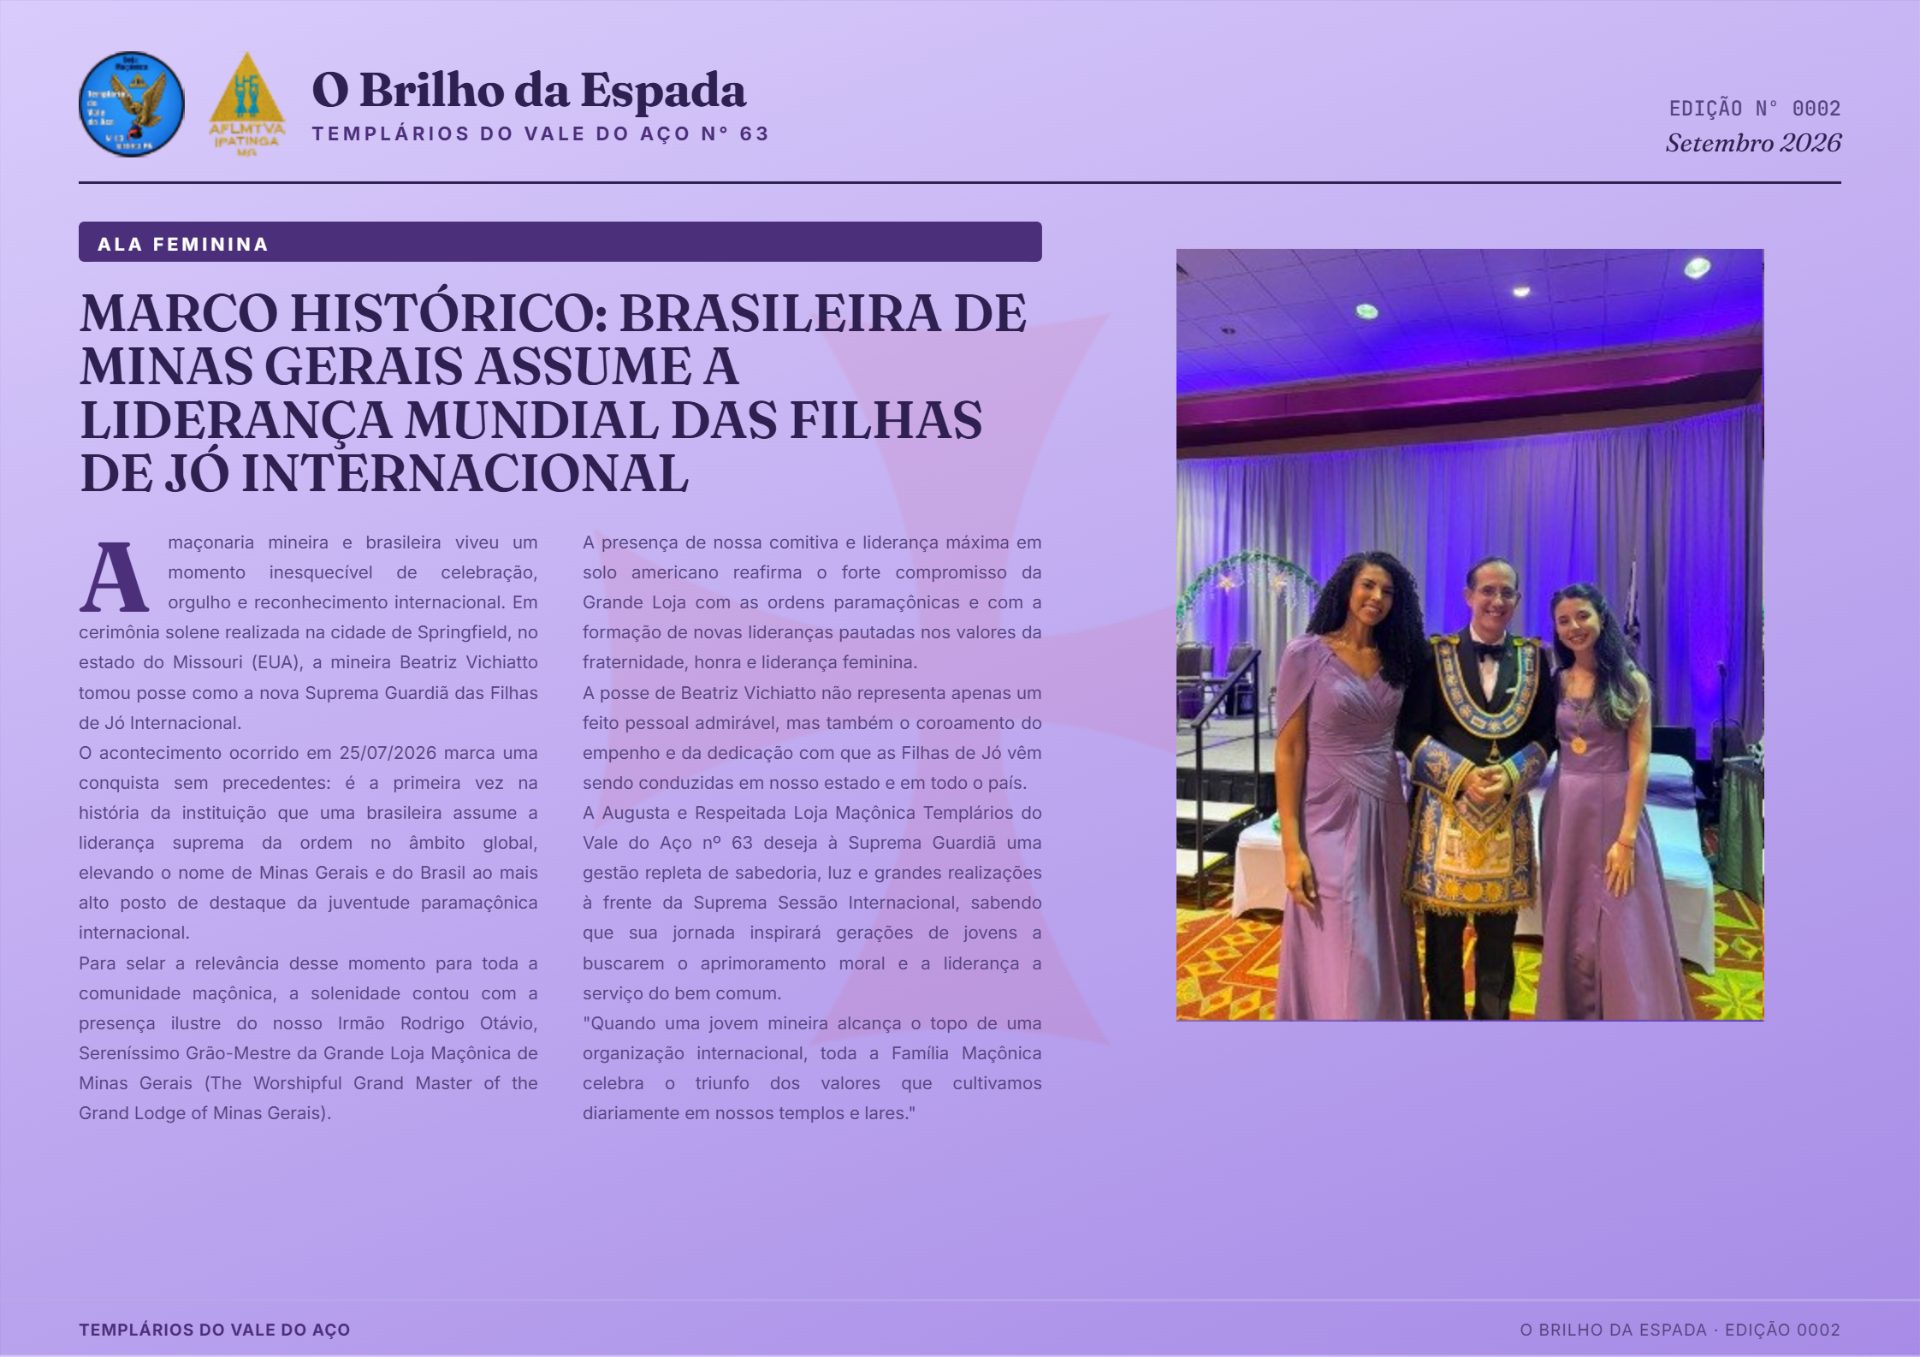 Templários
do
Vale
do Aço
AFLMTVA
IPATINGA
MG
O Brilho da Espada
TEMPLÁRIOS DO VALE DO AÇO N° 63
EDIÇÃO N° 0002
Setembro 2026
ALA FEMININA
MARCO HISTÓRICO: BRASILEIRA DE
MINAS GERAIS ASSUME A
LIDERANÇA MUNDIAL DAS FILHAS
DE JÓ INTERNACIONAL
A maçonaria mineira e brasileira viveu um
momento inesquecível de celebração,
orgulho e reconhecimento internacional. Em
cerimônia solene realizada na cidade de Springfield, no
estado do Missouri (EUA), a mineira Beatriz Vichiatto
tomou posse como a nova Suprema Guardiã das Filhas
de Jó Internacional.
O acontecimento ocorrido em 25/07/2026 marca uma
conquista sem precedentes: é a primeira vez na
história da instituição que uma brasileira assume a
liderança suprema da ordem no âmbito global,
elevando o nome de Minas Gerais e do Brasil ao mais
alto posto de destaque da juventude paramaçônica
internacional.
Para selar a relevância desse momento para toda a
comunidade maçônica, a solenidade contou com a
presença ilustre do nosso Irmão Rodrigo Otávio,
Sereníssimo Grão-Mestre da Grande Loja Maçônica de
Minas Gerais (The Worshipful Grand Master of the
Grand Lodge of Minas Gerais).
A presença de nossa comitiva e liderança máxima em
solo americano reafirma o forte compromisso da
Grande Loja com as ordens paramaçônicas e com a
formação de novas lideranças pautadas nos valores da
fraternidade, honra e liderança feminina.
A posse de Beatriz Vichiatto não representa apenas um
feito pessoal admirável, mas também o coroamento do
empenho e da dedicação com que as Filhas de Jó vêm
sendo conduzidas em nosso estado e em todo o país.
A Augusta e Respeitada Loja Maçônica Templários do
Vale do Aço nº 63 deseja à Suprema Guardiã uma
gestão repleta de sabedoria, luz e grandes realizações
à frente da Suprema Sessão Internacional, sabendo
que sua jornada inspirará gerações de jovens a
buscarem o aprimoramento moral e a liderança a
serviço do bem comum.
"Quando uma jovem mineira alcança o topo de uma
organização internacional, toda a Família Maçônica
celebra o triunfo dos valores que cultivamos
diariamente em nossos templos e lares."
TEMPLÁRIOS DO VALE DO AÇO
O BRILHO DA ESPADA · EDIÇÃO 0002